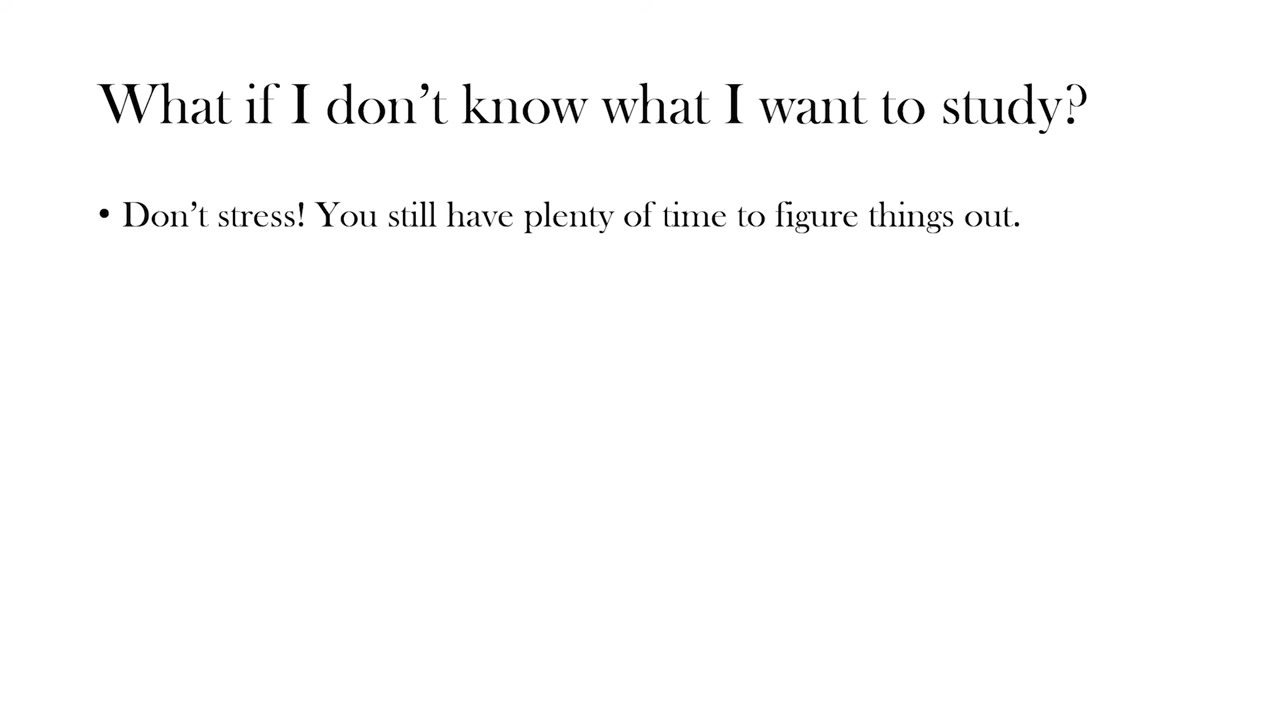 What if I don’t know what I want to study?
• Don’t stress! You still have plenty of time to figure things out.